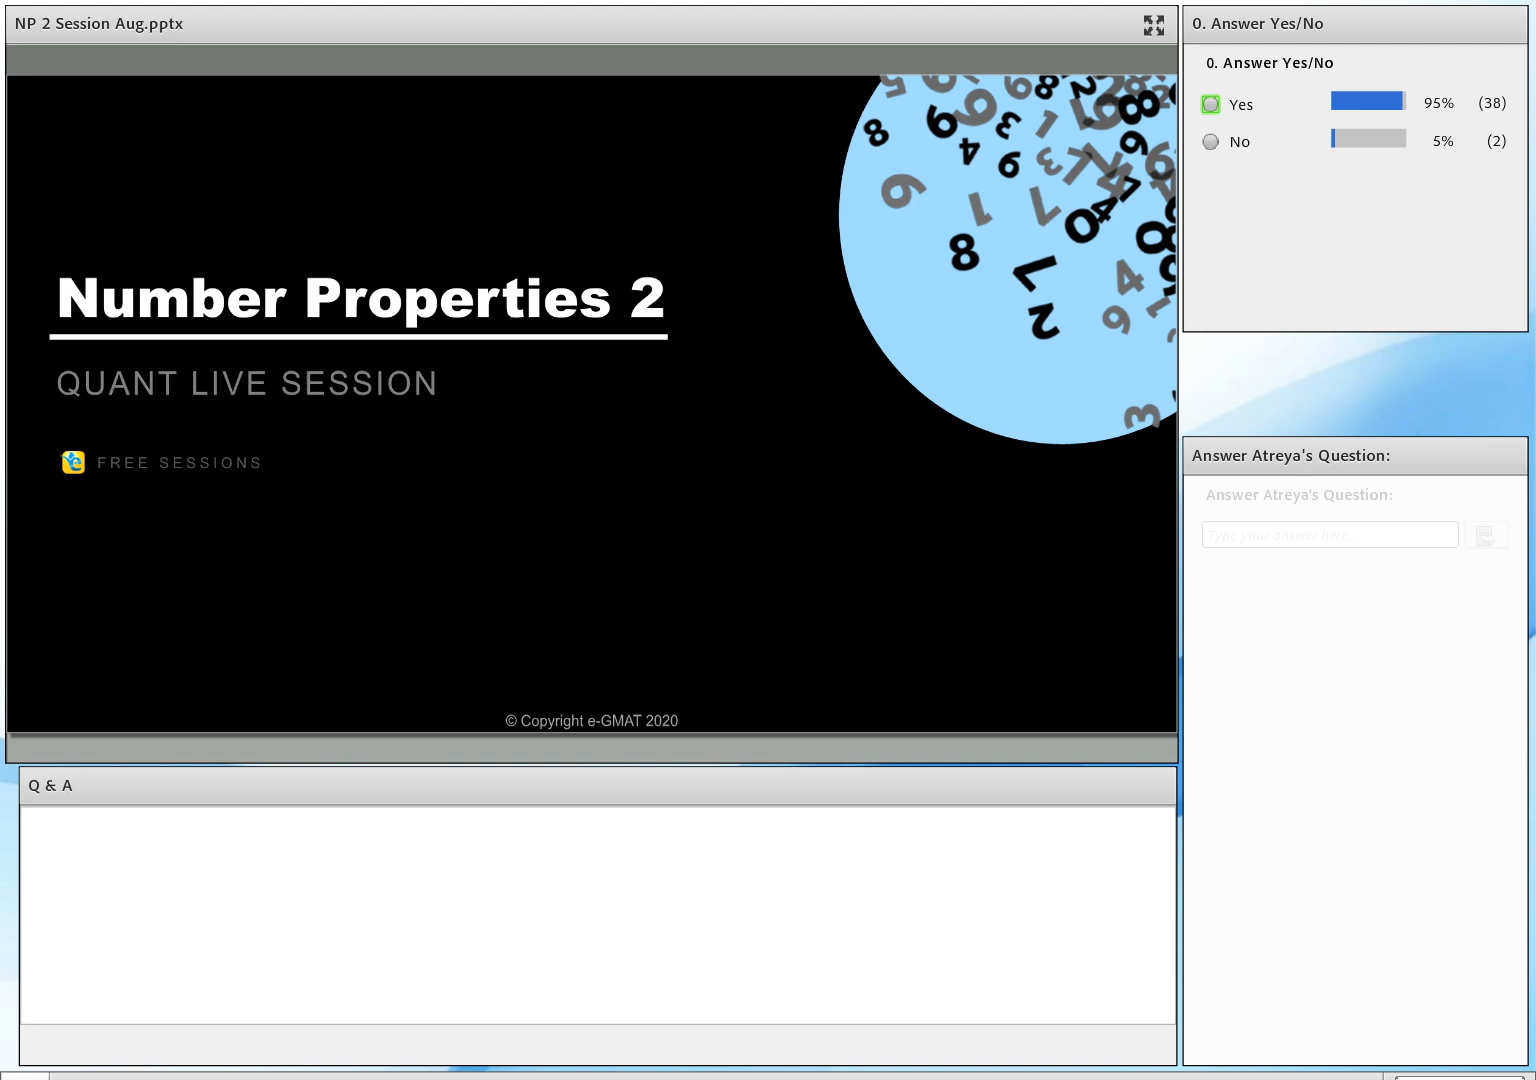 NP 2 Session Aug.pptx
Number Properties 2
QUANT LIVE SESSION
FREE SESSIONS
© Copyright e-GMAT 2020
Q & A
0. Answer Yes/No
0. Answer Yes/No
Yes 95% (38)
No 5% (2)
Answer Atreya's Question:
Answer Atreya's Question:
Type your answer here...